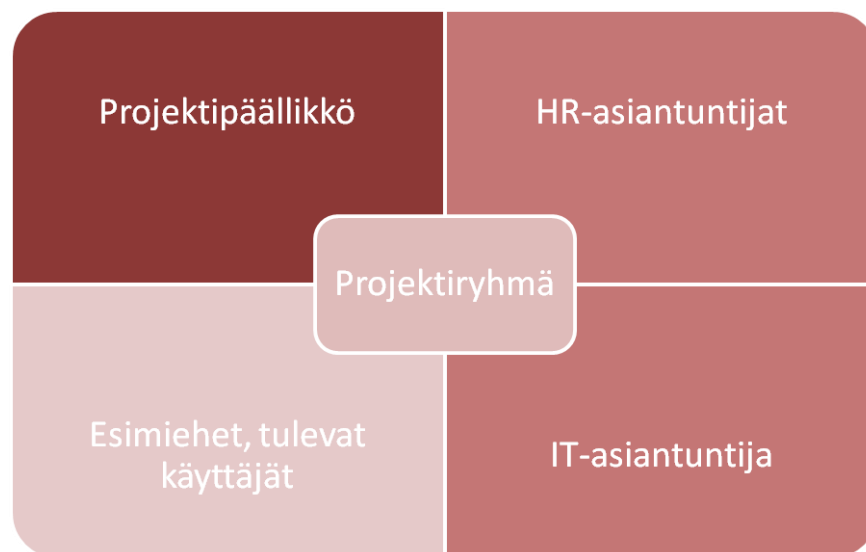 Projektipäällikkö
HR-asiantuntijat
Projektiryhmä
Esimiehet, tulevat
käyttäjät
IT-asiantuntija